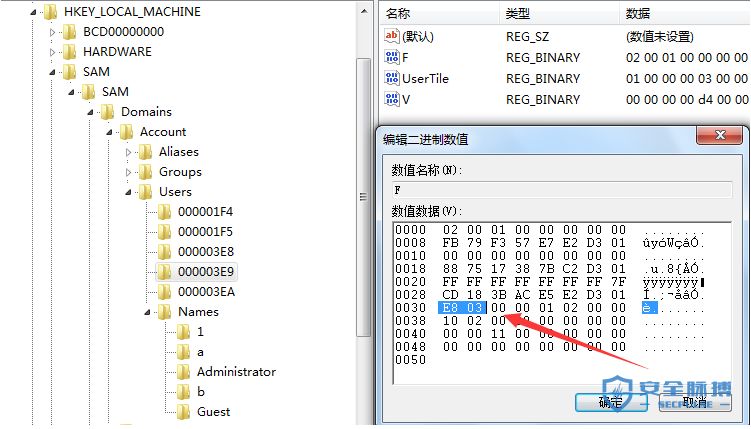 HKEY_LOCAL_MACHINE
BCD00000000
HARDWARE
SAM
SAM
Domains
Account
Aliases
Groups
Users
000001F4
000001F5
000003E8
000003E9
000003EA
Names
1
a
Administrator
b
Guest
名称 类型 数据
(默认) REG_SZ (数值未设置)
F REG_BINARY 02 00 01 00 00 00 00
UserTile REG_BINARY 01 00 00 00 03 00 00
V REG_BINARY 00 00 00 00 d4 00 00
编辑二进制数值
数值名称(N):
F
数值数据(V):
0000 02 00 01 00 00 00 00 00 ........
0008 FB 79 F3 57 E7 E2 D3 01 ûyóWçâÓ.
0010 00 00 00 00 00 00 00 00 ........
0018 88 75 17 38 7B C2 D3 01 .u.8{ÂÓ.
0020 FF FF FF FF FF FF FF 7F ÿÿÿÿÿÿÿ
0028 CD 18 3B AC E5 E2 D3 01 Í.;¬åâÓ.
0030 E8 03 00 00 01 02 00 00 è.......
0038 10 02 00 00 00 00 00 ........
0040 00 00 11 00 00 00 00 00 ........
0048 00 00 00 00 00 00 00 00 ........
0050
安全脉搏
确定 取消